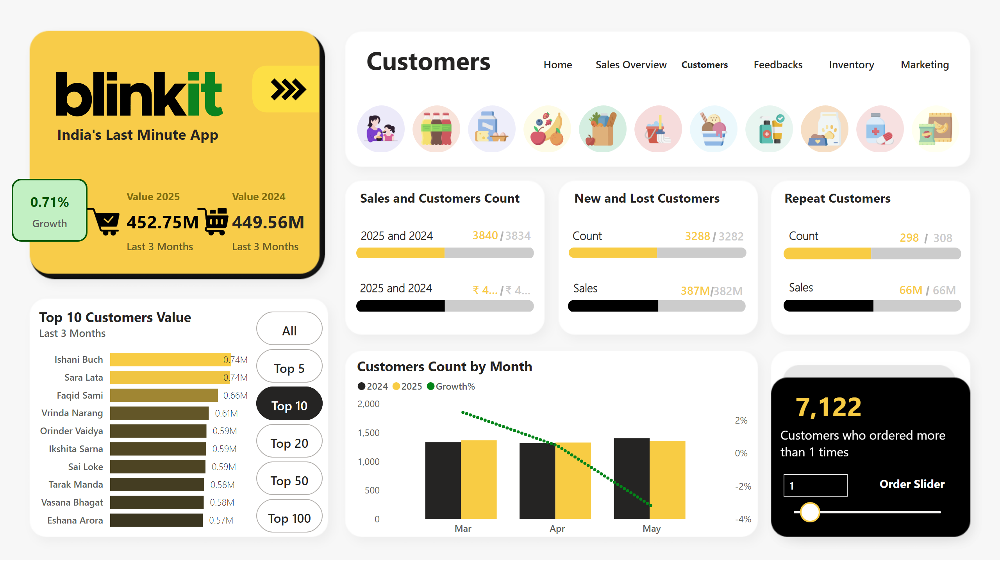 blinkit
India's Last Minute App
0.71%
Growth
Value 2025
452.75M
Last 3 Months
Value 2024
449.56M
Last 3 Months
Customers
Home Sales Overview Customers Feedbacks Inventory Marketing
Sales and Customers Count
2025 and 2024 3840 / 3834
2025 and 2024 ₹ 4... / ₹ 4...
New and Lost Customers
Count 3288 / 3282
Sales 387M/382M
Repeat Customers
Count 298 / 308
Sales 66M / 66M
Top 10 Customers Value
Last 3 Months
Ishani Buch 0.74M
Sara Lata 0.74M
Faqid Sami 0.66M
Vrinda Narang 0.61M
Orinder Vaidya 0.59M
Ikshita Sarna 0.59M
Sai Loke 0.59M
Tarak Manda 0.58M
Vasana Bhagat 0.58M
Eshana Arora 0.57M
All
Top 5
Top 10
Top 20
Top 50
Top 100
Customers Count by Month
2024 2025 Growth%
2,000
1,500
1,000
500
0
2%
0%
-2%
-4%
Mar Apr May
7,122
Customers who ordered more
than 1 times
1
Order Slider